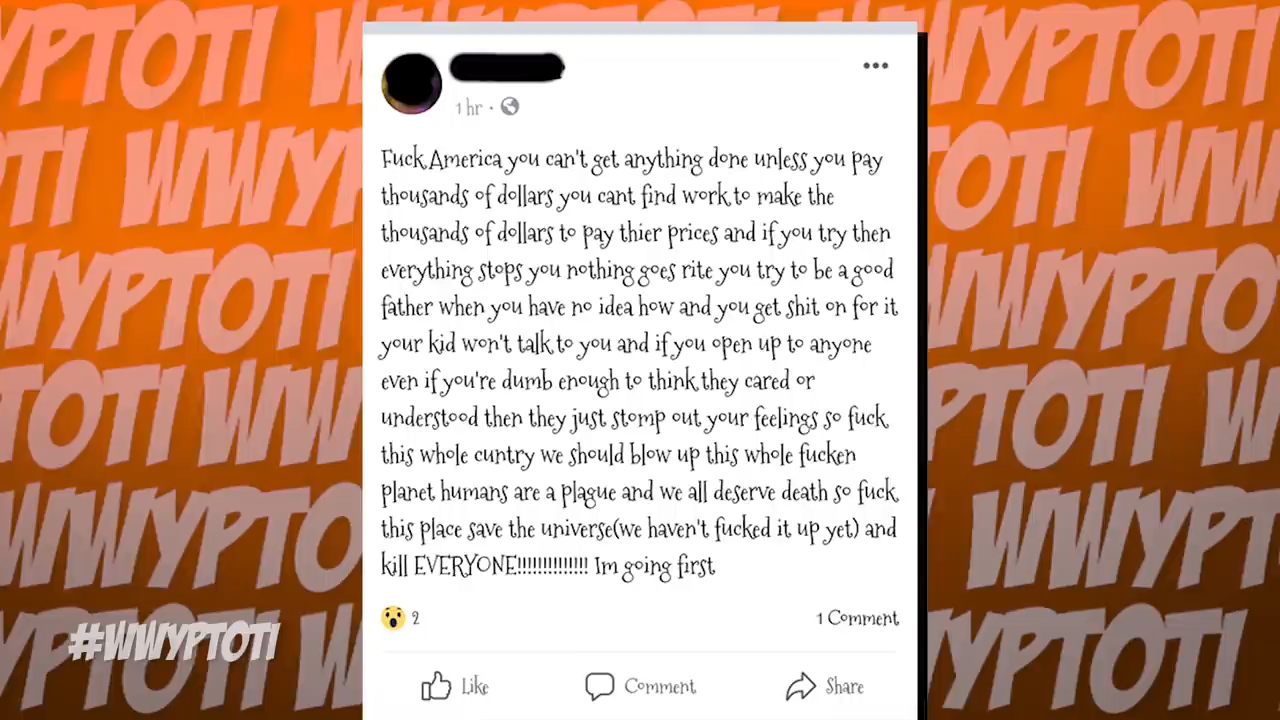 1 hr ·
Fuck America you can't get anything done unless you pay
thousands of dollars you cant find work to make the
thousands of dollars to pay thier prices and if you try then
everything stops you nothing goes rite you try to be a good
father when you have no idea how and you get shit on for it
your kid won't talk to you and if you open up to anyone
even if you're dumb enough to think they cared or
understood then they just stomp out your feelings so fuck
this whole cuntry we should blow up this whole fucken
planet humans are a plague and we all deserve death so fuck
this place save the universe(we haven't fucked it up yet) and
kill EVERYONE!!!!!!!!!!!!!! Im going first
2
1 Comment
Like
Comment
Share
#WWYPTOTI